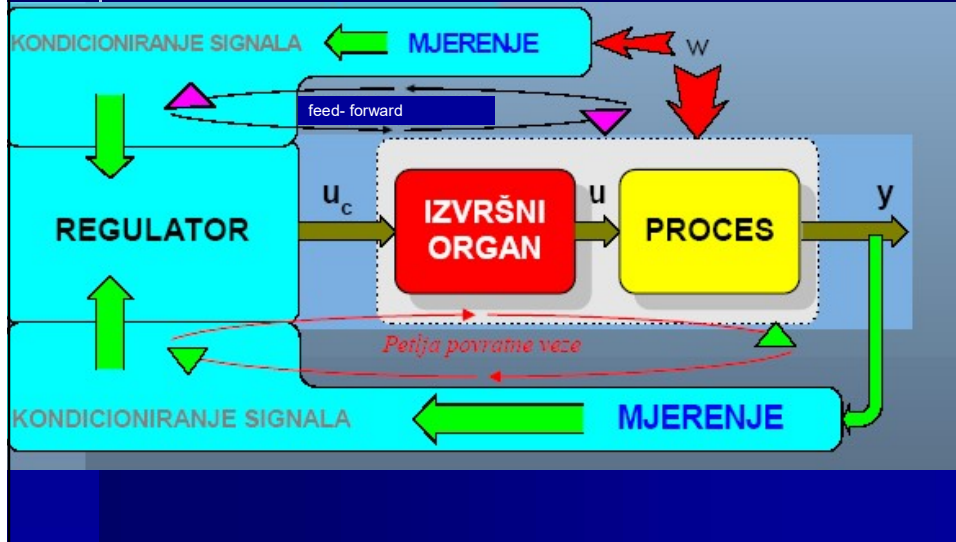 KONDICIONIRANJE SIGNALA
MJERENJE
w
feed- forward
REGULATOR
uc
IZVRŠNI
ORGAN
u
PROCES
y
Petlja povratne veze
KONDICIONIRANJE SIGNALA
MJERENJE